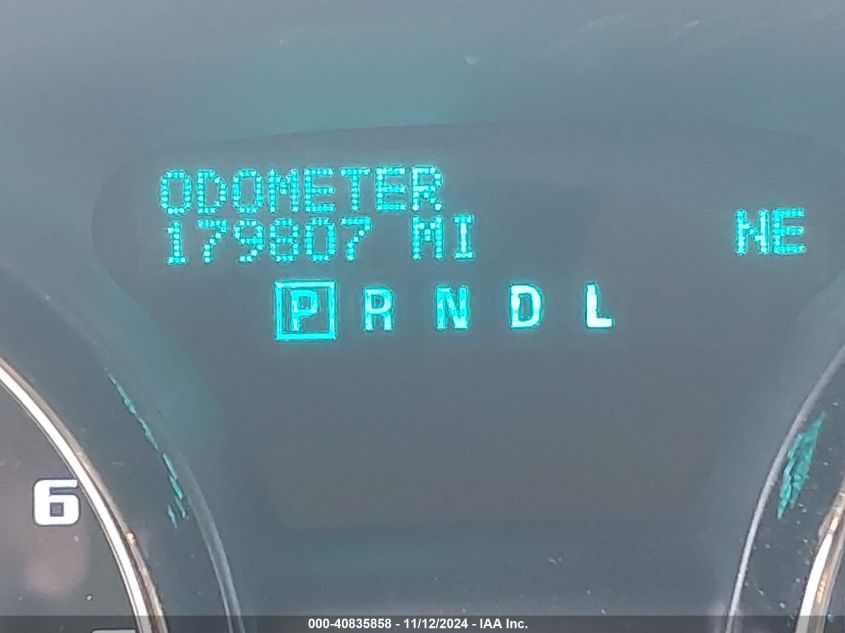 ODOMETER
179807 MI NE
P R N D L
6
000-40835858 - 11/12/2024 - IAA Inc.